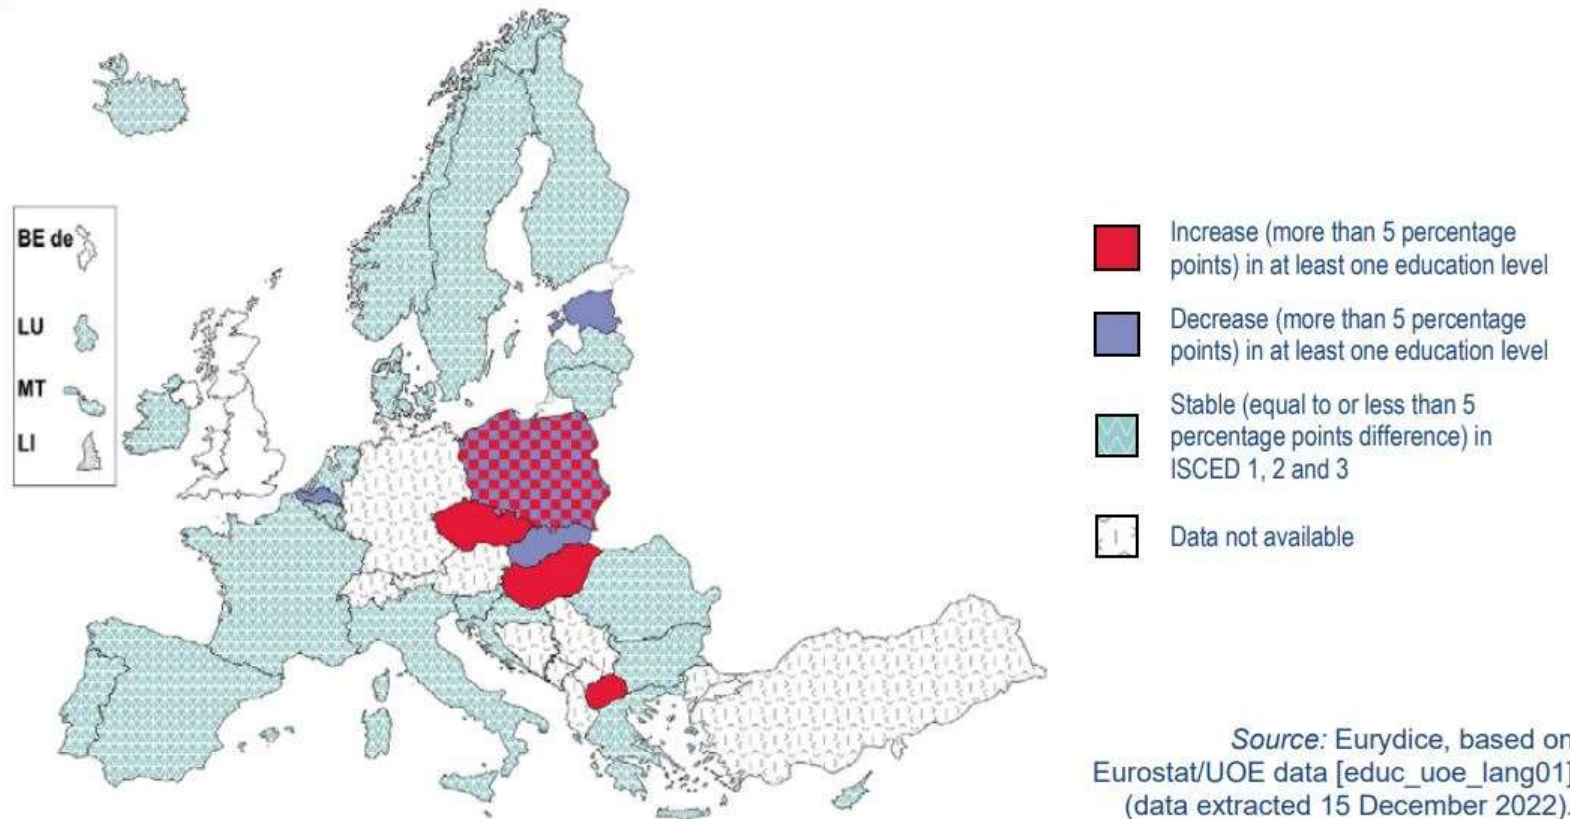 BE de
LU
MT
LI
Increase (more than 5 percentage
points) in at least one education level
Decrease (more than 5 percentage
points) in at least one education level
Stable (equal to or less than 5
percentage points difference) in
ISCED 1, 2 and 3
Data not available
Source: Eurydice, based on
Eurostat/UOE data [educ_uoe_lang01]
(data extracted 15 December 2022).